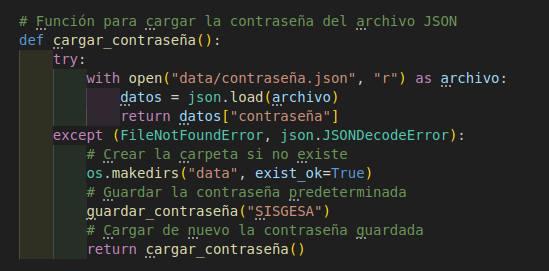 # Función para cargar la contraseña del archivo JSON
def cargar_contraseña():
    try:
        with open("data/contraseña.json", "r") as archivo:
            datos = json.load(archivo)
            return datos["contraseña"]
    except (FileNotFoundError, json.JSONDecodeError):
        # Crear la carpeta si no existe
        os.makedirs("data", exist_ok=True)
        # Guardar la contraseña predeterminada
        guardar_contraseña("SISGESA")
        # Cargar de nuevo la contraseña guardada
        return cargar_contraseña()